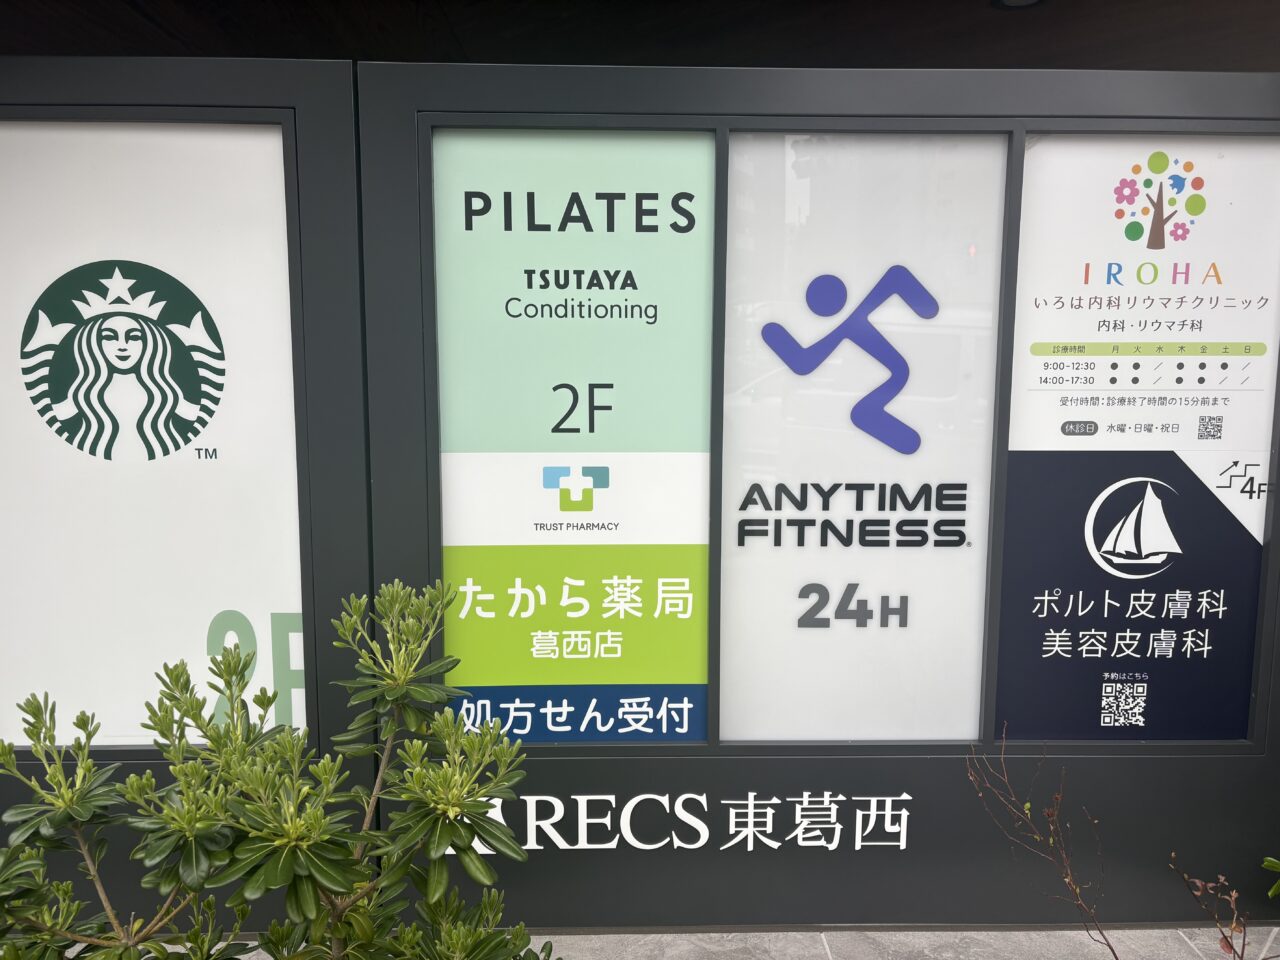 TM
2F
PILATES
TSUTAYA
Conditioning
2F
TRUST PHARMACY
たから薬局
葛西店
処方せん受付
ANYTIME
FITNESS®
24H
IROHA
いろは内科リウマチクリニック
内科・リウマチ科
診療時間 月 火 水 木 金 土 日
9:00-12:30 ● ● ／ ● ● ● ／
14:00-17:30 ● ● ／ ● ● ／ ／
受付時間：診療終了時間の15分前まで
休診日 水曜・日曜・祝日
4F
ポルト皮膚科
美容皮膚科
予約はこちら
RECS東葛西